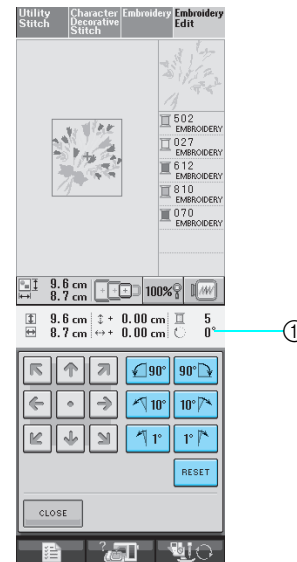 Utility Stitch
Character Decorative Stitch
Embroidery
Embroidery Edit
502
EMBROIDERY
027
EMBROIDERY
612
EMBROIDERY
810
EMBROIDERY
070
EMBROIDERY
9.6 cm
8.7 cm
100%
9.6 cm + 0.00 cm 5
8.7 cm + 0.00 cm 0°
1
90° 90°
10° 10°
1° 1°
RESET
CLOSE
?